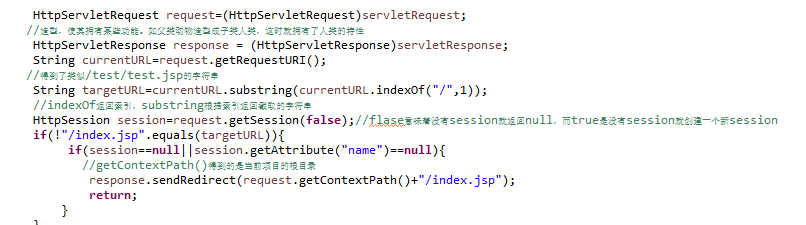 HttpServletRequest request=(HttpServletRequest)servletRequest;
//造型，使其拥有某些功能。如父类动物造型成子类人类，这时就拥有了人类的特性
HttpServletResponse response = (HttpServletResponse)servletResponse;
String currentURL=request.getRequestURI();
//得到了类似/test/test.jsp的字符串
String targetURL=currentURL.substring(currentURL.indexOf("/",1));
//indexOf返回索引，substring根据索引返回截取的字符串
HttpSession session=request.getSession(false);//flase意味着没有session就返回null，而true是没有session就创建一个新session
if(!"/index.jsp".equals(targetURL)){
if(session==null||session.getAttribute("name")==null){
//getContextPath()得到的是当前项目的根目录
response.sendRedirect(request.getContextPath()+"/index.jsp");
return;
}
}